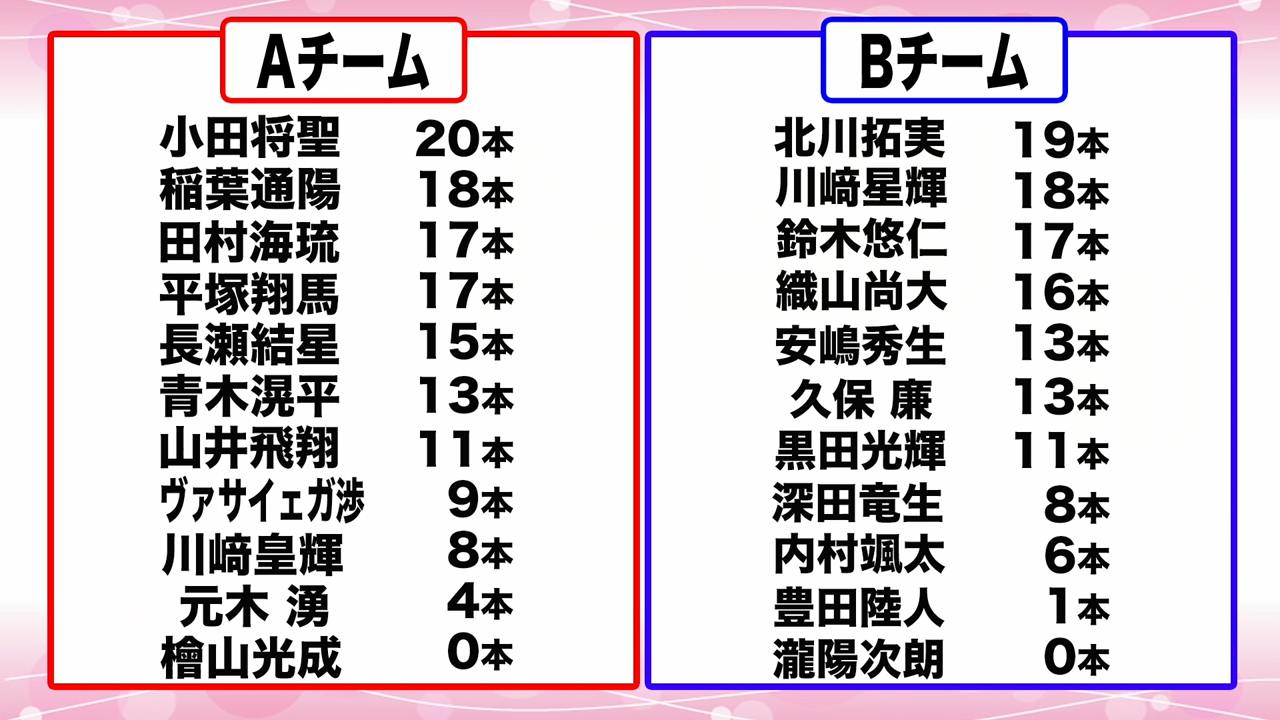 Aチーム
小田将聖 20本
稲葉通陽 18本
田村海琉 17本
平塚翔馬 17本
長瀬結星 15本
青木滉平 13本
山井飛翔 11本
ヴァサイェガ渉 9本
川﨑皇輝 8本
元木 湧 4本
檜山光成 0本
Bチーム
北川拓実 19本
川﨑星輝 18本
鈴木悠仁 17本
織山尚大 16本
安嶋秀生 13本
久保 廉 13本
黒田光輝 11本
深田竜生 8本
内村颯太 6本
豊田陸人 1本
瀧陽次朗 0本